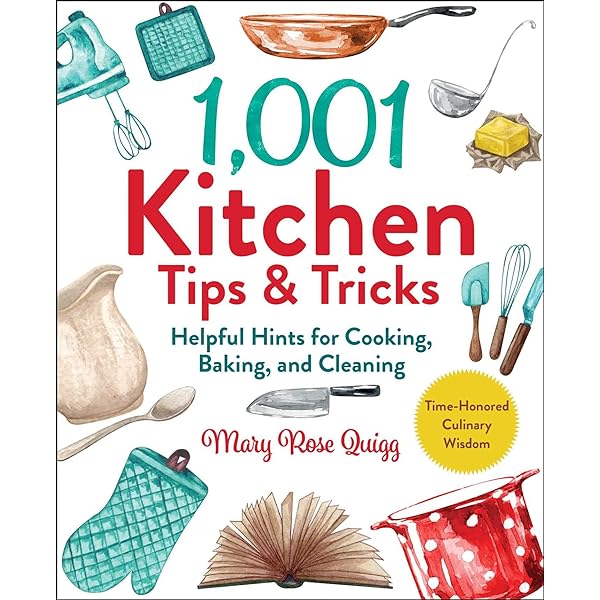 1,001
Kitchen
Tips & Tricks
Helpful Hints for Cooking,
Baking, and Cleaning
Mary Rose Quigg
Time-Honored
Culinary
Wisdom